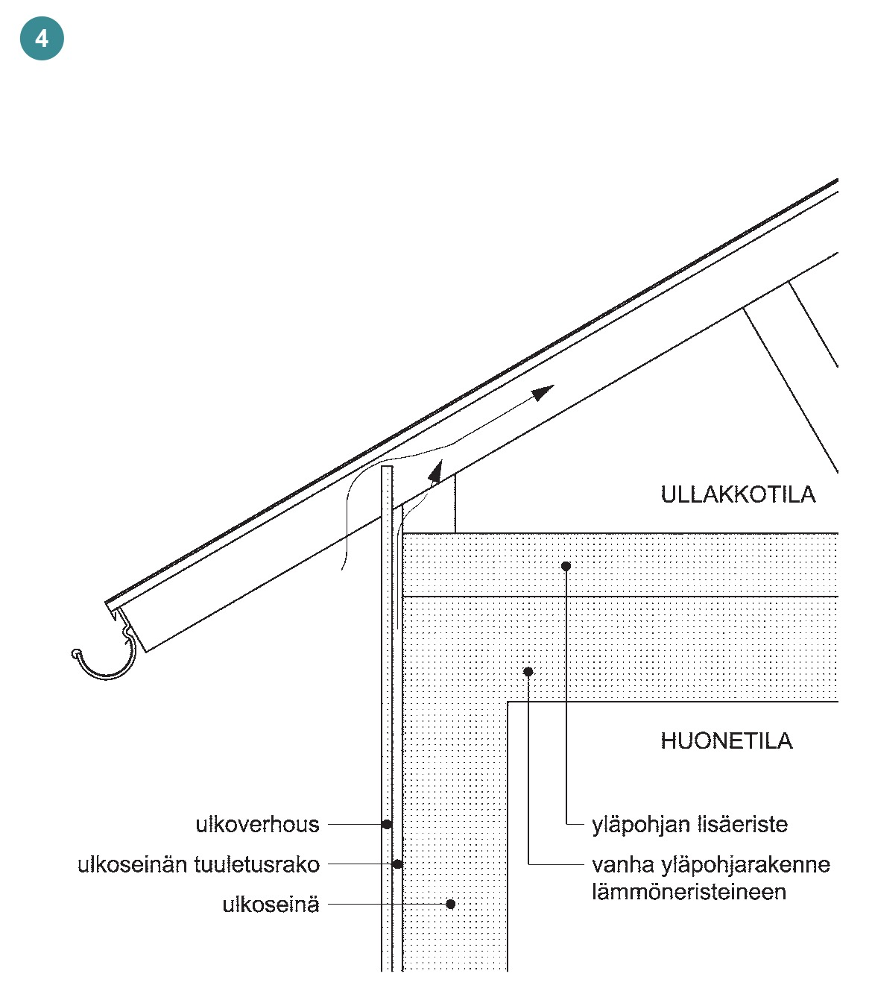 4
ULLAKKOTILA
HUONETILA
ulkoverhous
ulkoseinän tuuletusrako
ulkoseinä
yläpohjan lisäeriste
vanha yläpohjarakenne
lämmöneristeineen